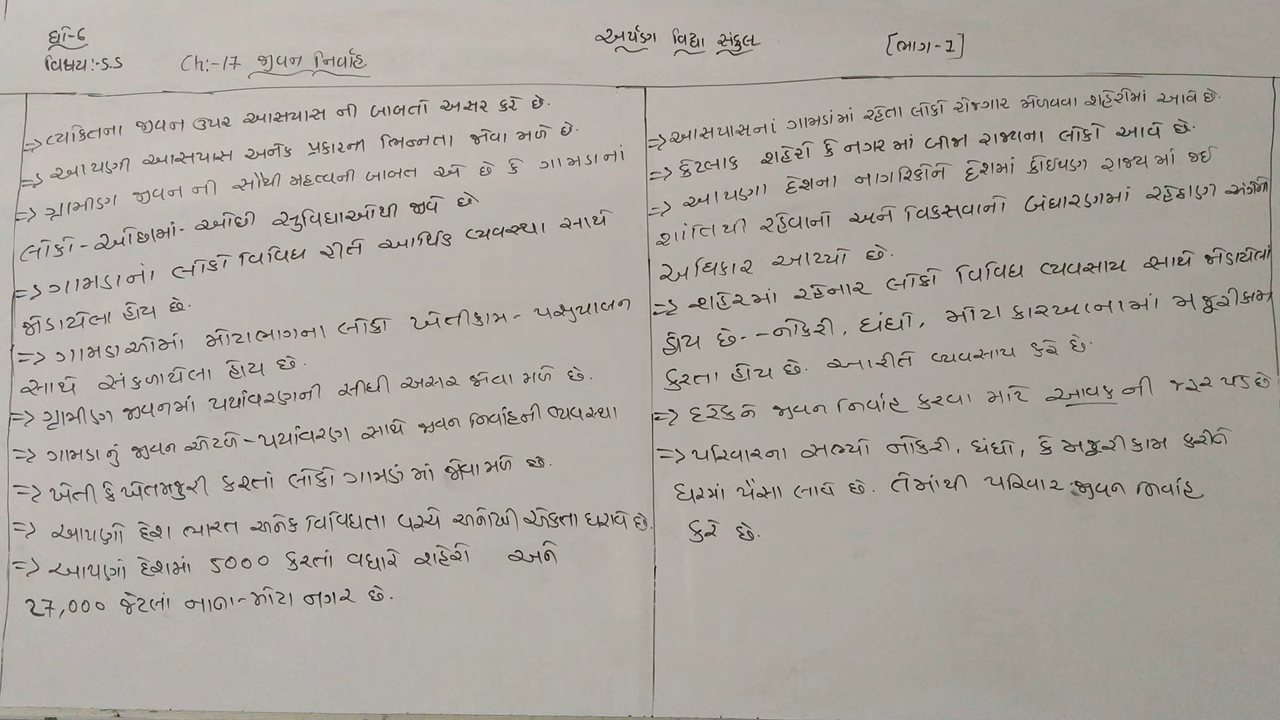 ધો-6
વિષય:-S.S
Ch:-17 જીવન નિર્વાહ
વિદ્યા સંકુલ
[ભાગ-1]
=> વ્યકિતના જીવન ઉપર આસપાસ ની બાબતો અસર કરે છે.
=> આપણી આસપાસ અનેક પ્રકારની ભિન્નતા જોવા મળે છે.
=> ગ્રામીણ જીવન ની સૌથી મહત્વની બાબત એ છે કે ગામડાનાં
લોકો - ઓછામાં - ઓછી સુવિધાઓથી જીવે છે
=> ગામડાનાં લોકો વિવિધ રીતે આર્થિક વ્યવસ્થા સાથે
જોડાયેલા હોય છે.
=> ગામડાઓમાં મોટાભાગના લોકો ખેતીકામ - પશુપાલન
સાથે સંકળાયેલા હોય છે.
=> ગ્રામીણ જીવનમાં પર્યાવરણની સીધી અસર જોવા મળે છે.
=> ગામડાનું જીવન એટલે - પર્યાવરણ સાથે જીવન નિર્વાહની વ્યવસ્થા
=> ખેતી કે ખેતમજુરી કરતાં લોકો ગામડાં માં જોવા મળે છે.
=> આપણો દેશ ભારત અનેક વિવિધતા વચ્ચે અનોખી એકતા ધરાવે છે.
=> આપણાં દેશમાં 5000 કરતાં વધારે શહેરો અને
27,000 જેટલાં નાના-મોટા નગર છે.
=> આસપાસનાં ગામડાંમાં રહેતા લોકો રોજગાર મેળવવા શહેરોમાં આવે છે.
=> કેટલાક શહેરો કે નગર માં બીજા રાજ્યના લોકો આવે છે.
=> આપણા દેશના નાગરિકોને દેશમાં કોઈપણ રાજ્ય માં જઈ
શાંતિથી રહેવાનો અને વિકસવાનો બંધારણમાં રહેઠાણ અંગેનો
અધિકાર આપ્યો છે.
=> શહેરમાં રહેનાર લોકો વિવિધ વ્યવસાય સાથે જોડાયેલાં
હોય છે. - નોકરી, ધંધો, મોટા કારખાનામાં મજુરીકામ
કરતા હોય છે. આ રીતે વ્યવસાય કરે છે.
=> દરેકને જીવન નિર્વાહ કરવા માટે આવક ની જરૂર પડે છે
=> પરિવારના સભ્યો નોકરી, ધંધો, કે મજુરીકામ કરીને
ઘરમાં પૈસા લાવે છે. તેમાંથી પરિવાર જીવન નિર્વાહ
કરે છે.